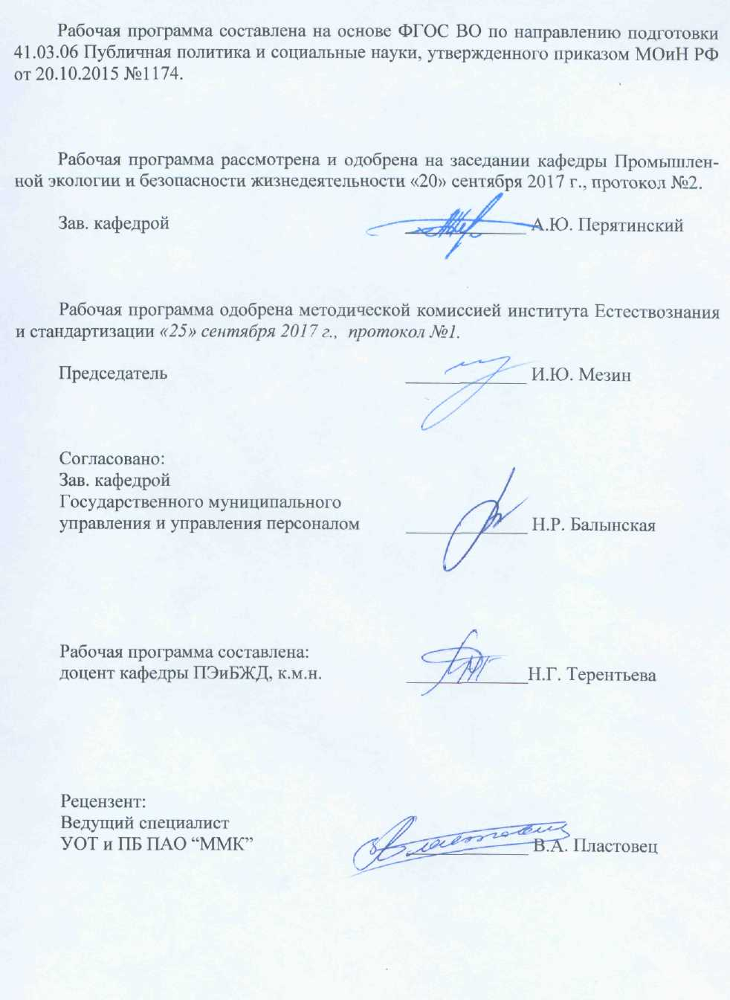 Рабочая программа составлена на основе ФГОС ВО по направлению подготовки
41.03.06 Публичная политика и социальные науки, утвержденного приказом МОиН РФ
от 20.10.2015 №1174.
Рабочая программа рассмотрена и одобрена на заседании кафедры Промышлен-
ной экологии и безопасности жизнедеятельности «20» сентября 2017 г., протокол №2.
Зав. кафедрой А.Ю. Перятинский
Рабочая программа одобрена методической комиссией института Естествознания
и стандартизации «25» сентября 2017 г., протокол №1.
Председатель И.Ю. Мезин
Согласовано:
Зав. кафедрой
Государственного муниципального
управления и управления персоналом Н.Р. Балынская
Рабочая программа составлена:
доцент кафедры ПЭиБЖД, к.м.н. Н.Г. Терентьева
Рецензент:
Ведущий специалист
УОТ и ПБ ПАО “ММК” В.А. Пластовец